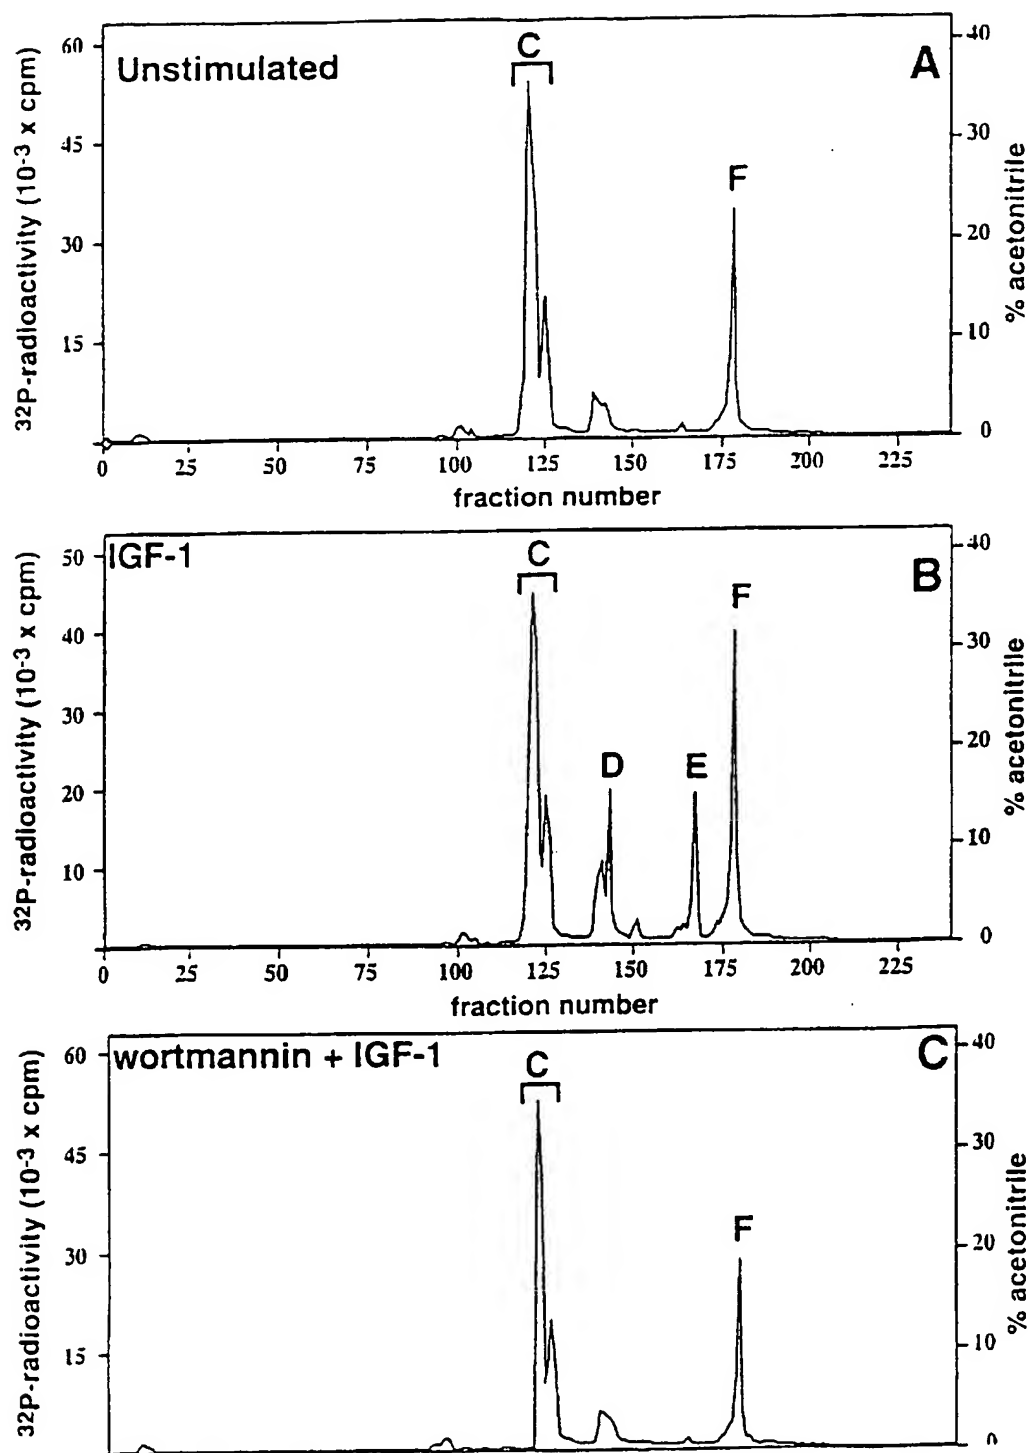 Unstimulated
A
C
F
60
45
30
15
40
30
20
10
0
32P-radioactivity (10-3 x cpm)
% acetonitrile
0 25 50 75 100 125 150 175 200 225
fraction number
IGF-1
B
C
D
E
F
50
40
30
20
10
40
30
20
10
0
32P-radioactivity (10-3 x cpm)
% acetonitrile
0 25 50 75 100 125 150 175 200 225
fraction number
wortmannin + IGF-1
C
C
F
60
45
30
15
40
30
20
10
0
32P-radioactivity (10-3 x cpm)
% acetonitrile